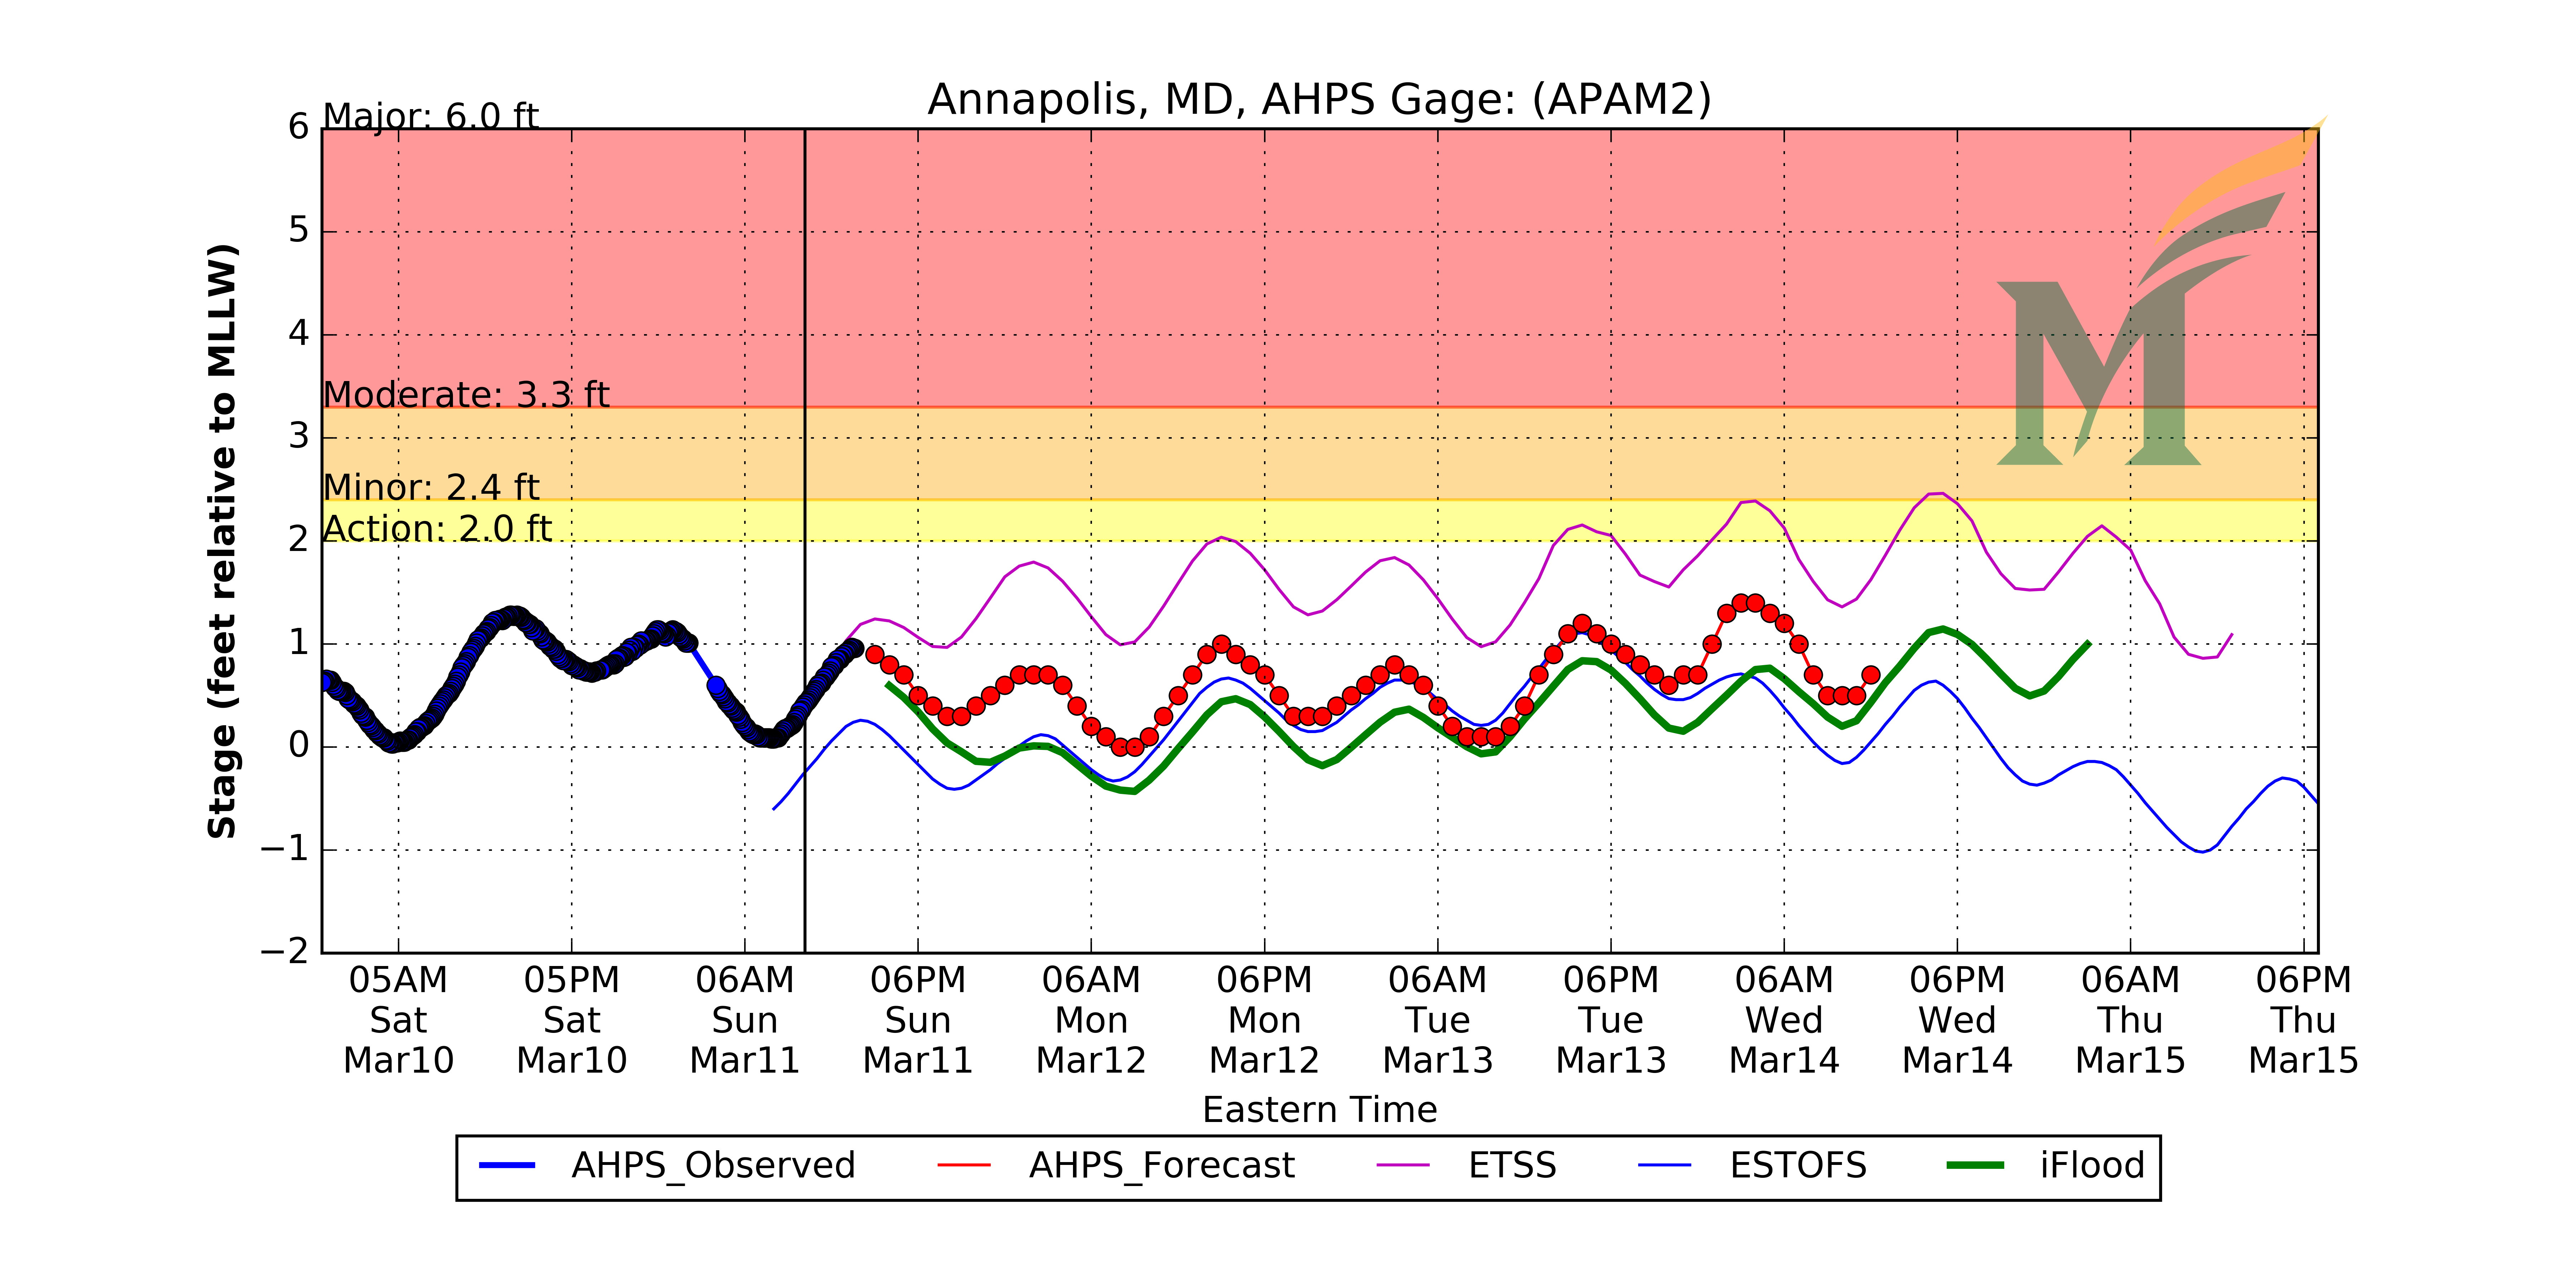 Annapolis, MD, AHPS Gage: (APAM2)
Major: 6.0 ft
Moderate: 3.3 ft
Minor: 2.4 ft
Action: 2.0 ft
Stage (feet relative to MLLW)
6
5
4
3
2
1
0
−1
−2
05AM 05PM 06AM 06PM 06AM 06PM 06AM 06PM 06AM 06PM 06AM 06PM
Sat Sat Sun Sun Mon Mon Tue Tue Wed Wed Thu Thu
Mar10 Mar10 Mar11 Mar11 Mar12 Mar12 Mar13 Mar13 Mar14 Mar14 Mar15 Mar15
Eastern Time
AHPS_Observed AHPS_Forecast ETSS ESTOFS iFlood
M